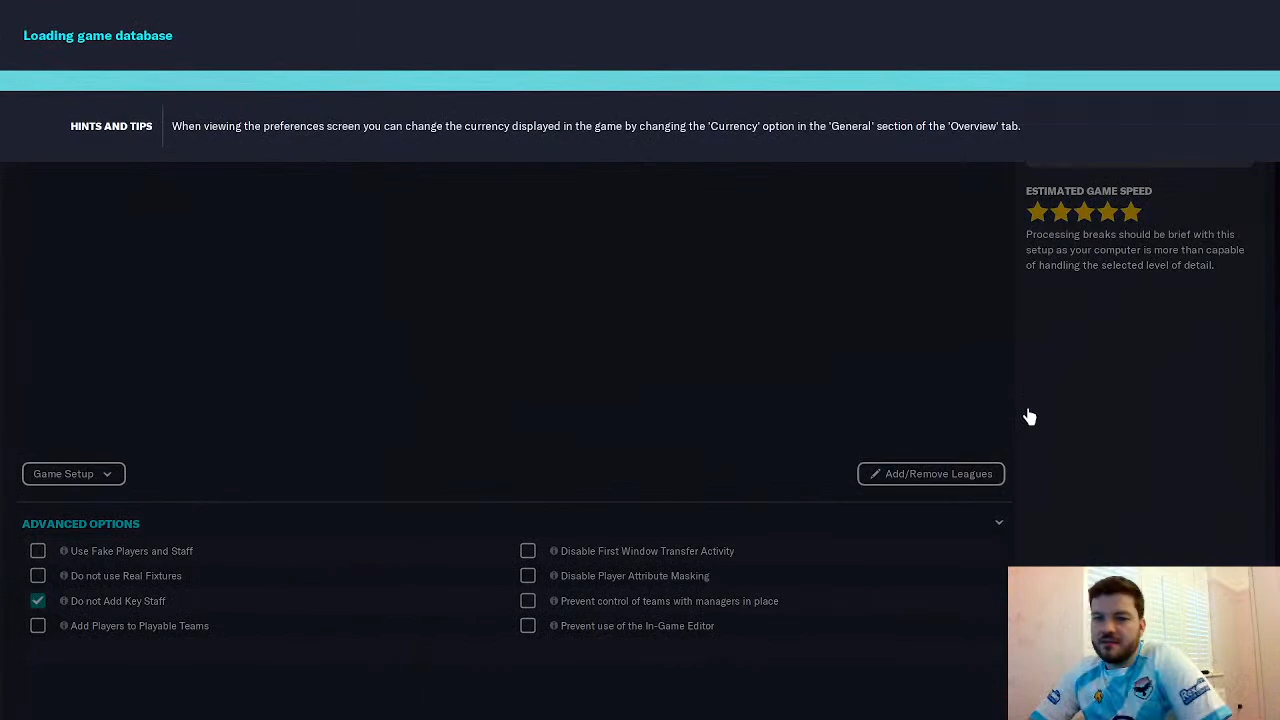 Loading game database
HINTS AND TIPS
When viewing the preferences screen you can change the currency displayed in the game by changing the 'Currency' option in the 'General' section of the 'Overview' tab.
ESTIMATED GAME SPEED
Processing breaks should be brief with this
setup as your computer is more than capable
of handling the selected level of detail.
Game Setup
Add/Remove Leagues
ADVANCED OPTIONS
Use Fake Players and Staff
Disable First Window Transfer Activity
Do not use Real Fixtures
Disable Player Attribute Masking
Do not Add Key Staff
Prevent control of teams with managers in place
Add Players to Playable Teams
Prevent use of the In-Game Editor